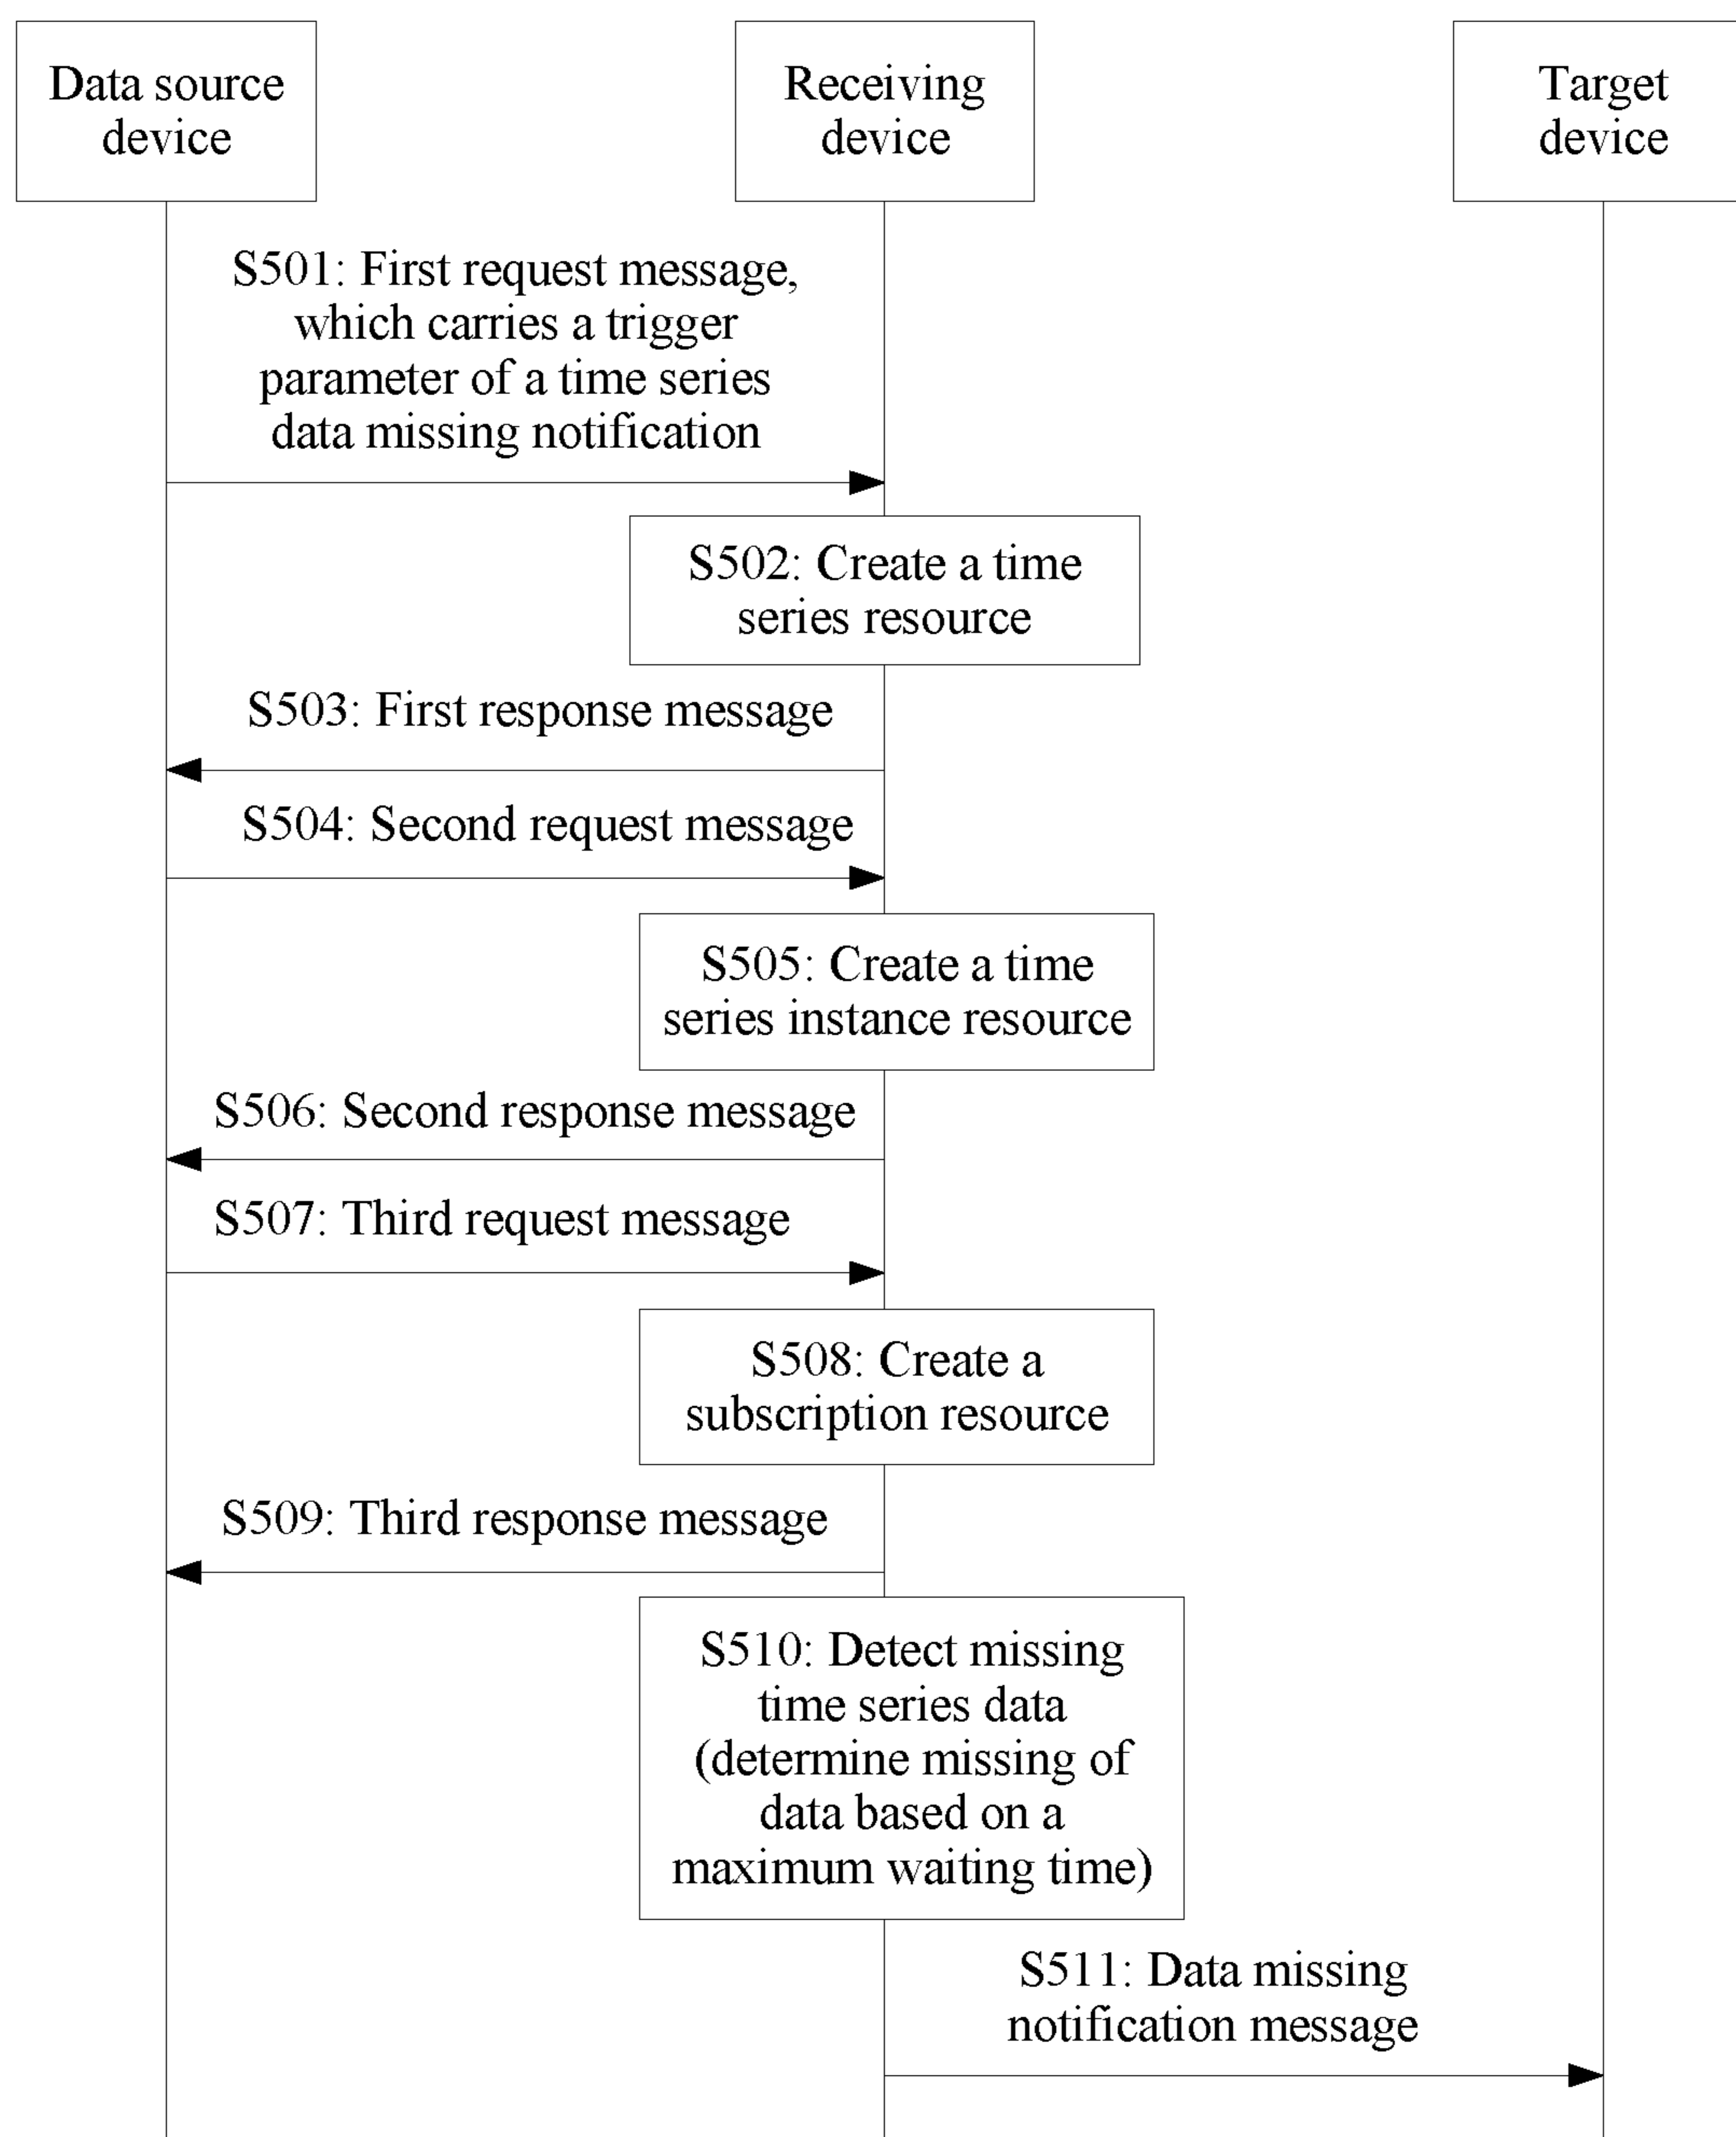 Data source
device
Receiving
device
Target
device
S501: First request message,
which carries a trigger
parameter of a time series
data missing notification
S502: Create a time
series resource
S503: First response message
S504: Second request message
S505: Create a time
series instance resource
S506: Second response message
S507: Third request message
S508: Create a
subscription resource
S509: Third response message
S510: Detect missing
time series data
(determine missing of
data based on a
maximum waiting time)
S511: Data missing
notification message